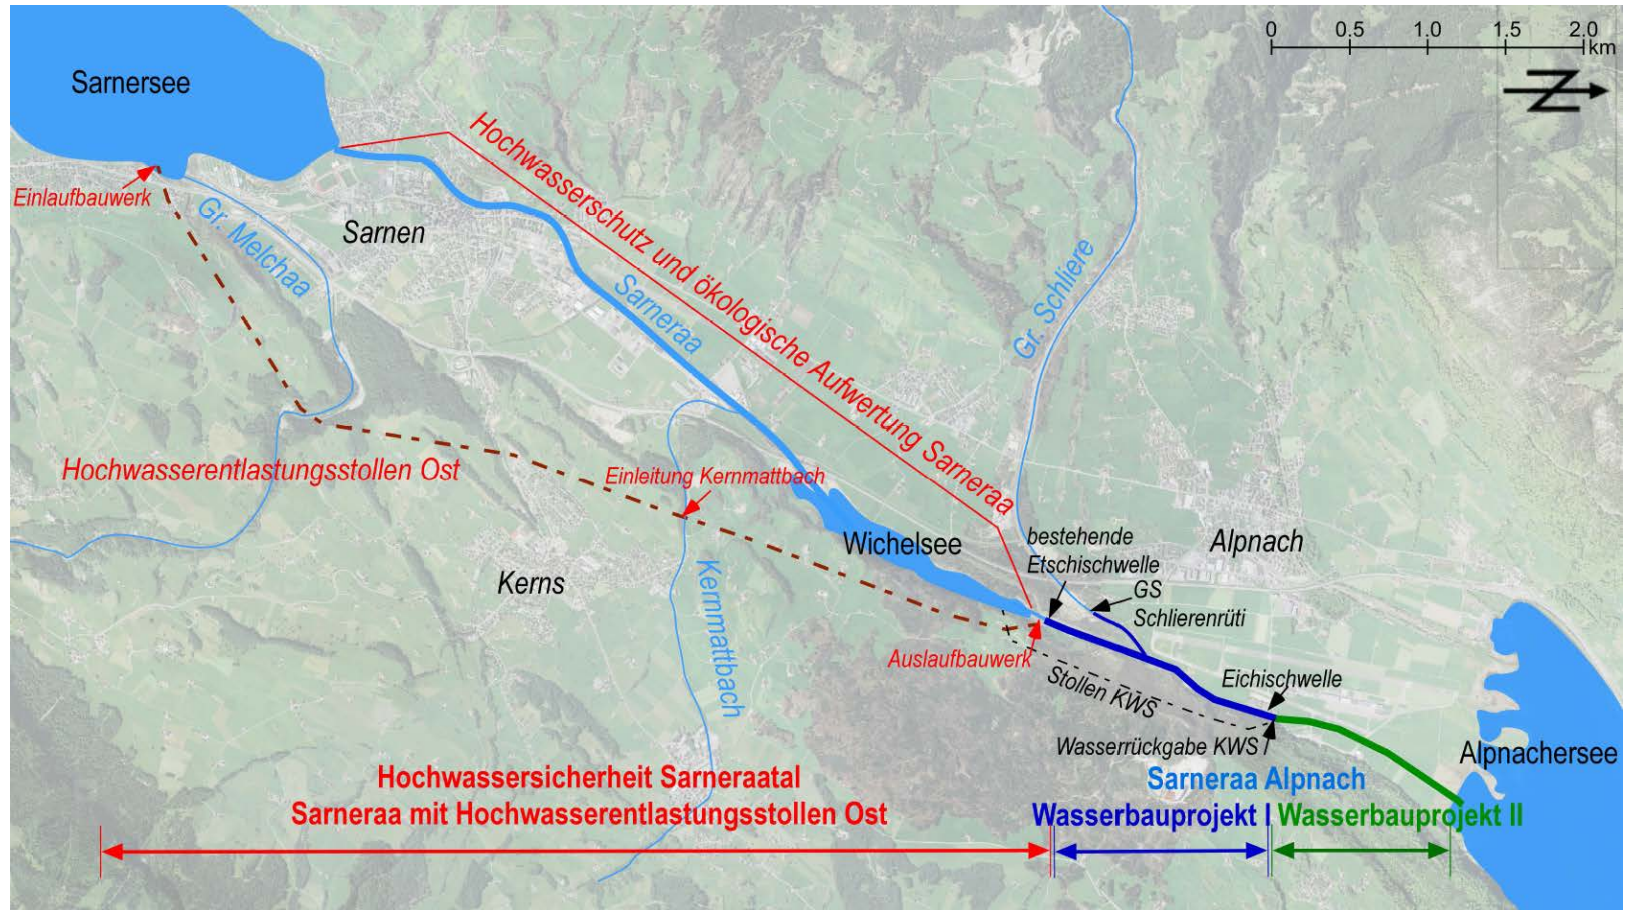 0 0.5 1.0 1.5 2.0
km
N
Sarnersee
Einlaufbauwerk
Gr. Melchaa
Sarnen
Hochwasserschutz und ökologische Aufwertung Sarneraa
Sarneraa
Gr. Schliere
Hochwasserentlastungsstollen Ost
Einleitung Kernmattbach
Kerns
Kernmattbach
Wichelsee
bestehende
Etschischwelle
Alpnach
GS
Schlierenrüti
Auslaufbauwerk
Stollen KWS
Eichischwelle
Wasserrückgabe KWS
Alpnachersee
Hochwassersicherheit Sarneraatal
Sarneraa mit Hochwasserentlastungsstollen Ost
Sarneraa Alpnach
Wasserbauprojekt I
Wasserbauprojekt II